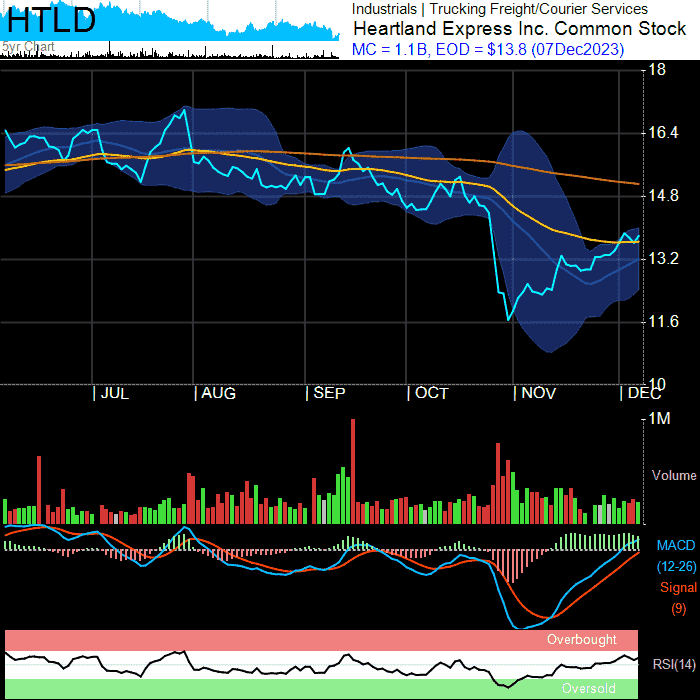 HTLD
5yr Chart
Industrials | Trucking Freight/Courier Services
Heartland Express Inc. Common Stock
MC = 1.1B, EOD = $13.8 (07Dec2023)
18
16.4
14.8
13.2
11.6
10
| JUL | AUG | SEP | OCT | NOV | DEC
1M
Volume
MACD
(12-26)
Signal
(9)
Overbought
RSI(14)
Oversold